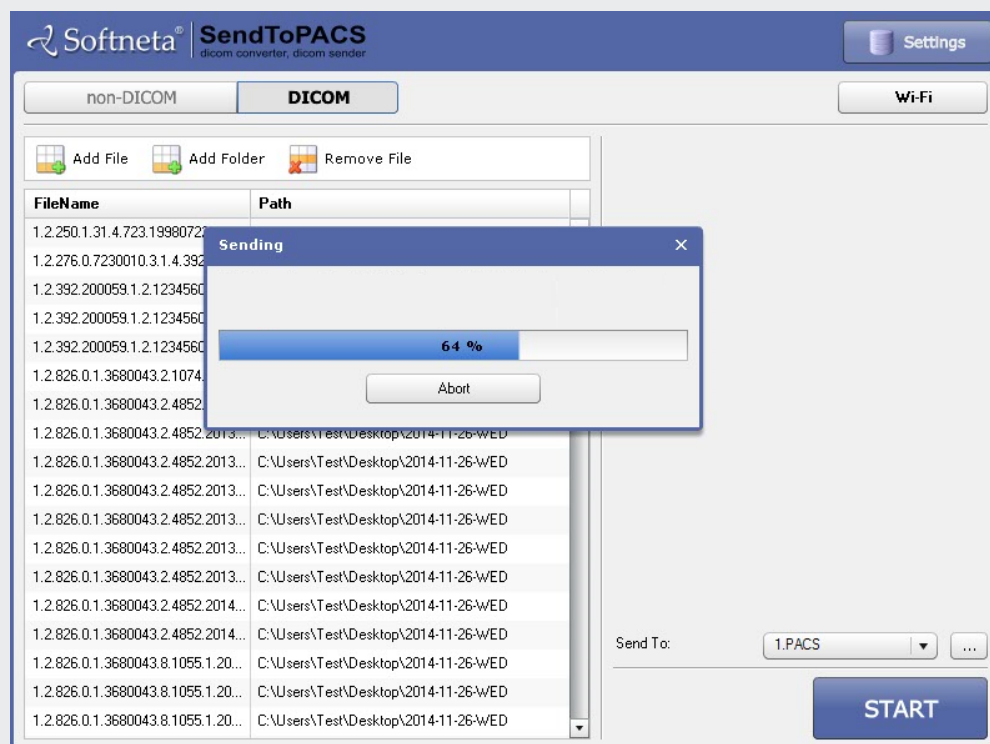 Softneta® SendToPACS
dicom converter, dicom sender
Settings
non-DICOM DICOM Wi-Fi
Add File Add Folder Remove File
FileName Path
1.2.250.1.31.4.723.1998072
1.2.276.0.7230010.3.1.4.392
1.2.392.200059.1.2.123456
1.2.392.200059.1.2.123456
1.2.392.200059.1.2.123456
1.2.826.0.1.3680043.2.1074.
1.2.826.0.1.3680043.2.4852.
Sending
64 %
Abort
1.2.826.0.1.3680043.2.4852.2013... C:\Users\Test\Desktop\2014-11-26-WED
1.2.826.0.1.3680043.2.4852.2013... C:\Users\Test\Desktop\2014-11-26-WED
1.2.826.0.1.3680043.2.4852.2013... C:\Users\Test\Desktop\2014-11-26-WED
1.2.826.0.1.3680043.2.4852.2013... C:\Users\Test\Desktop\2014-11-26-WED
1.2.826.0.1.3680043.2.4852.2013... C:\Users\Test\Desktop\2014-11-26-WED
1.2.826.0.1.3680043.2.4852.2013... C:\Users\Test\Desktop\2014-11-26-WED
1.2.826.0.1.3680043.2.4852.2014... C:\Users\Test\Desktop\2014-11-26-WED
1.2.826.0.1.3680043.2.4852.2014... C:\Users\Test\Desktop\2014-11-26-WED
1.2.826.0.1.3680043.8.1055.1.20... C:\Users\Test\Desktop\2014-11-26-WED
1.2.826.0.1.3680043.8.1055.1.20... C:\Users\Test\Desktop\2014-11-26-WED
1.2.826.0.1.3680043.8.1055.1.20... C:\Users\Test\Desktop\2014-11-26-WED
Send To: 1.PACS ...
START